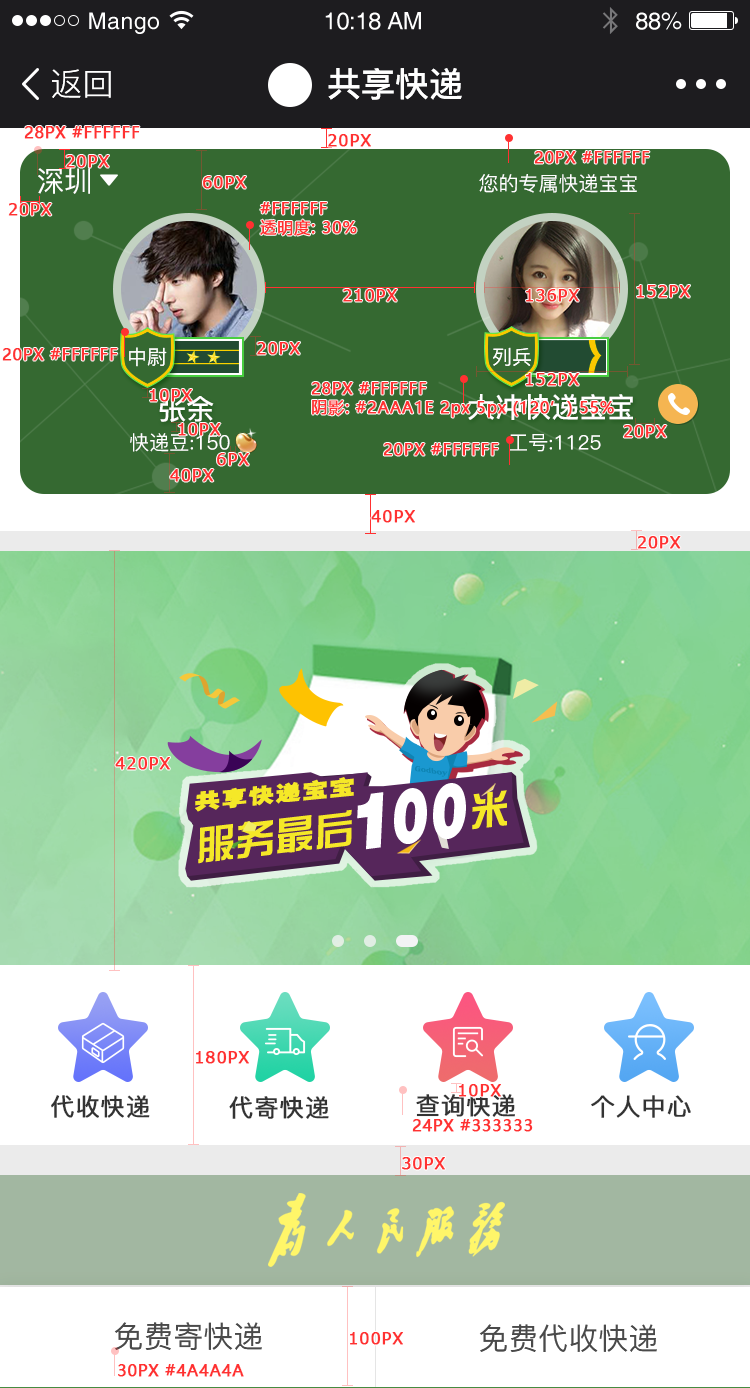 Mango 10:18 AM 88%
返回 共享快递
28PX #FFFFFF
20PX
20PX
20PX #FFFFFF
深圳
60PX
您的专属快递宝宝
20PX
#FFFFFF
透明度: 30%
210PX
136PX
152PX
20PX #FFFFFF
中尉
20PX
列兵
152PX
10PX
28PX #FFFFFF
阴影: #2AAA1E 2px 5px (120°) 55%
张余
大冲快递宝宝
10PX
20PX
快递豆:150
工号:1125
20PX #FFFFFF
6PX
40PX
40PX
20PX
420PX
共享快递宝宝
服务最后100米
180PX
代收快递 代寄快递 查询快递 个人中心
10PX
24PX #333333
30PX
為人民服務
免费寄快递 免费代收快递
100PX
30PX #4A4A4A